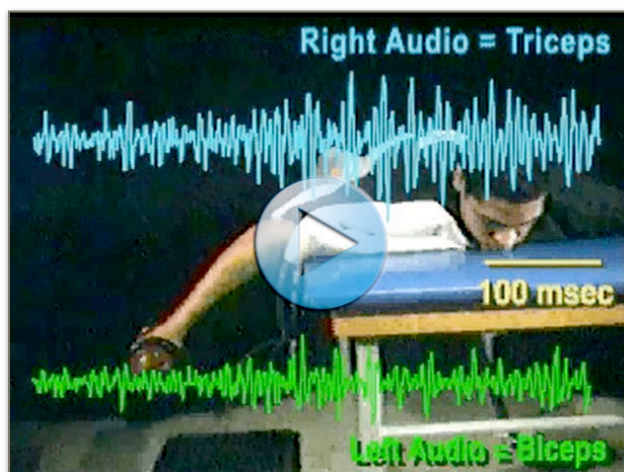 Right Audio = Triceps
100 msec
Left Audio = Biceps